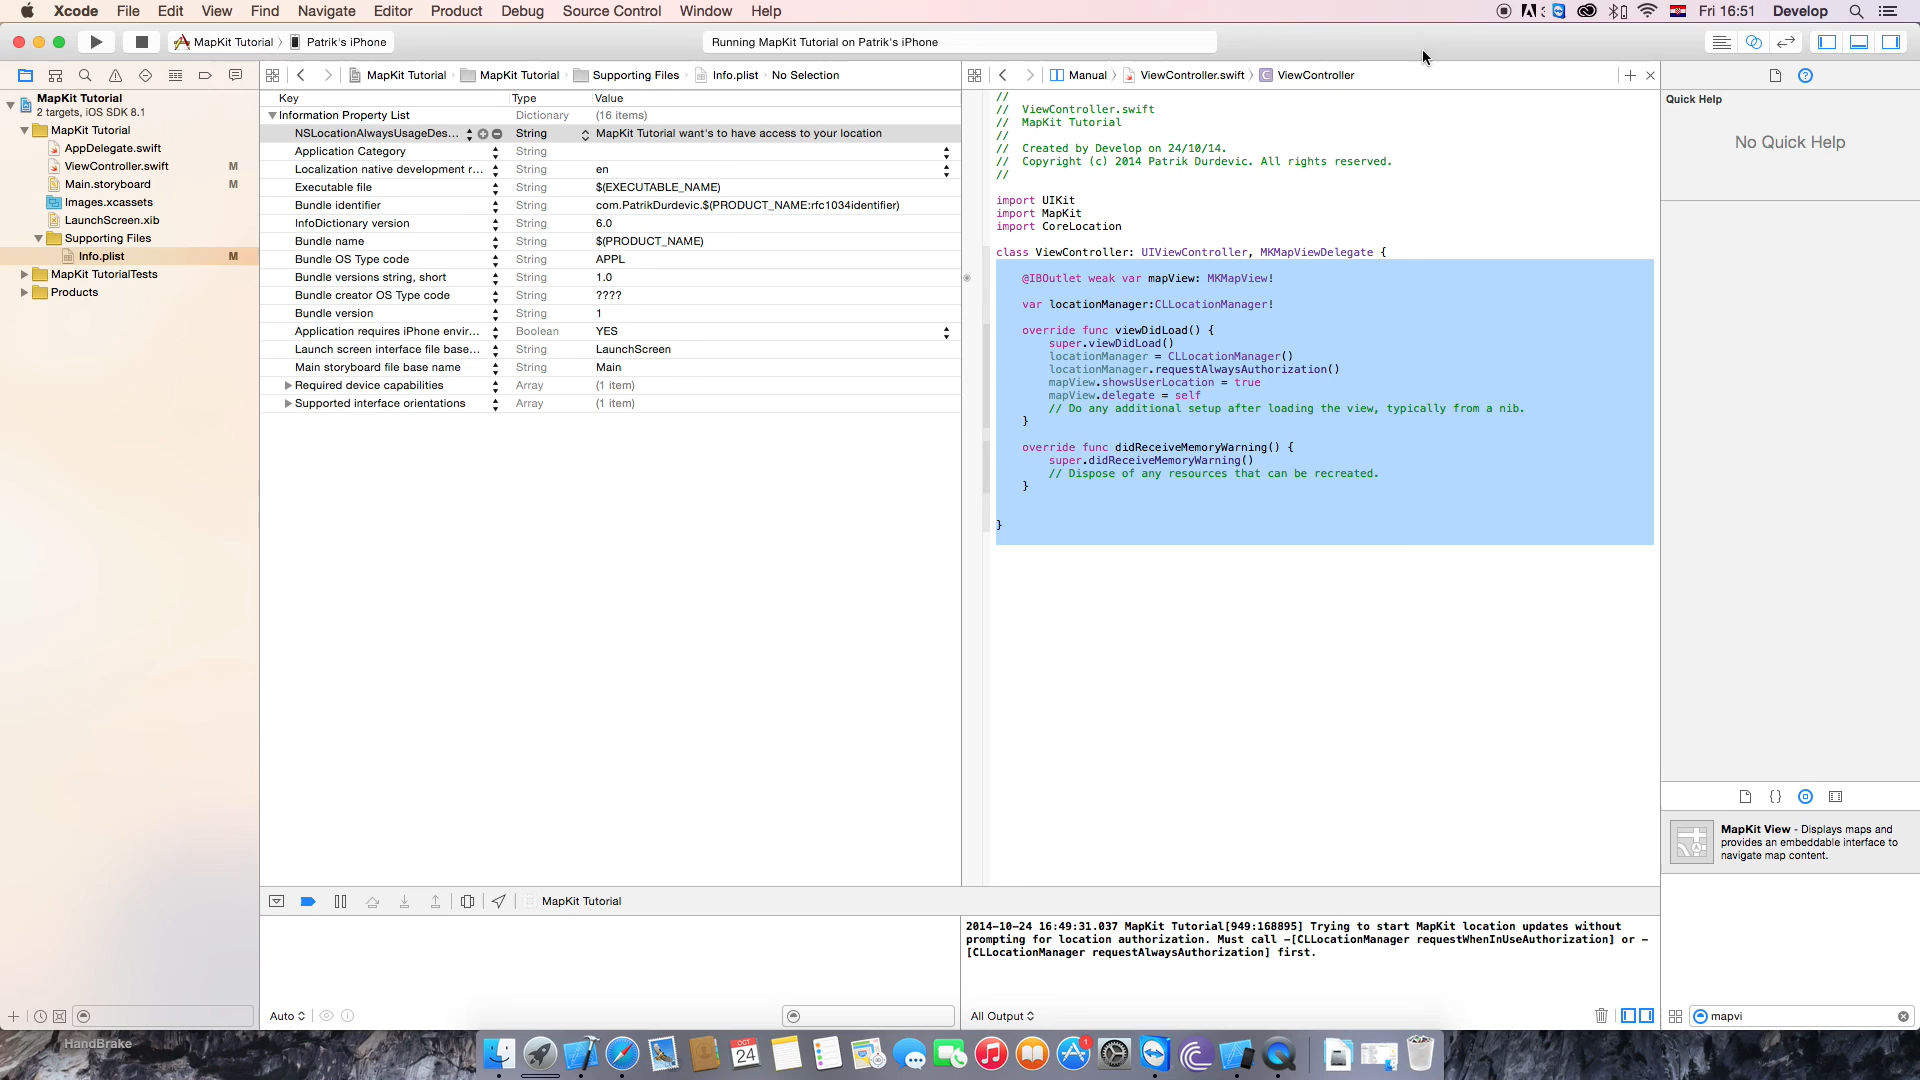 Xcode File Edit View Find Navigate Editor Product Debug Source Control Window Help Fri 16:51 Develop
MapKit Tutorial Patrik's iPhone Running MapKit Tutorial on Patrik's iPhone
MapKit Tutorial MapKit Tutorial Supporting Files Info.plist No Selection
Manual ViewController.swift ViewController
MapKit Tutorial
2 targets, iOS SDK 8.1
MapKit Tutorial
AppDelegate.swift
ViewController.swift M
Main.storyboard M
Images.xcassets
LaunchScreen.xib
Supporting Files
Info.plist M
MapKit TutorialTests
Products
Key Type Value
Information Property List Dictionary (16 items)
NSLocationAlwaysUsageDes... String MapKit Tutorial want's to have access to your location
Application Category String
Localization native development r... String en
Executable file String $(EXECUTABLE_NAME)
Bundle identifier String com.PatrikDurdevic.$(PRODUCT_NAME:rfc1034identifier)
InfoDictionary version String 6.0
Bundle name String $(PRODUCT_NAME)
Bundle OS Type code String APPL
Bundle versions string, short String 1.0
Bundle creator OS Type code String ????
Bundle version String 1
Application requires iPhone envir... Boolean YES
Launch screen interface file base... String LaunchScreen
Main storyboard file base name String Main
Required device capabilities Array (1 item)
Supported interface orientations Array (1 item)
//
// ViewController.swift
// MapKit Tutorial
//
// Created by Develop on 24/10/14.
// Copyright (c) 2014 Patrik Durdevic. All rights reserved.
//
import UIKit
import MapKit
import CoreLocation
class ViewController: UIViewController, MKMapViewDelegate {
@IBOutlet weak var mapView: MKMapView!
var locationManager:CLLocationManager!
override func viewDidLoad() {
super.viewDidLoad()
locationManager = CLLocationManager()
locationManager.requestAlwaysAuthorization()
mapView.showsUserLocation = true
mapView.delegate = self
// Do any additional setup after loading the view, typically from a nib.
}
override func didReceiveMemoryWarning() {
super.didReceiveMemoryWarning()
// Dispose of any resources that can be recreated.
}
}
Quick Help
No Quick Help
MapKit View - Displays maps and
provides an embeddable interface to
navigate map content.
MapKit Tutorial
2014-10-24 16:49:31.037 MapKit Tutorial[949:168895] Trying to start MapKit location updates without
prompting for location authorization. Must call -[CLLocationManager requestWhenInUseAuthorization] or -
[CLLocationManager requestAlwaysAuthorization] first.
Auto All Output mapvi
HandBrake
OCT
24
1